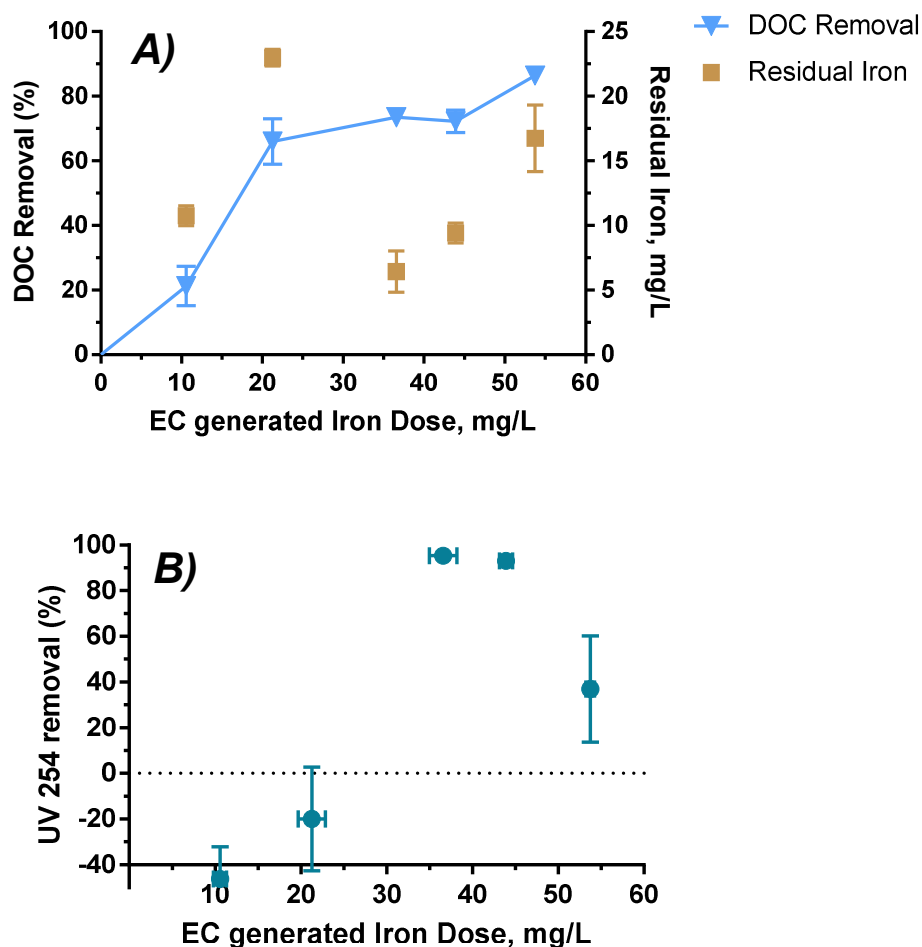 A)
DOC Removal
Residual Iron
100
80
60
40
20
0
DOC Removal (%)
25
20
15
10
5
0
Residual Iron, mg/L
0 10 20 30 40 50 60
EC generated Iron Dose, mg/L
B)
100
80
60
40
20
0
-20
-40
UV 254 removal (%)
10 20 30 40 50 60
EC generated Iron Dose, mg/L